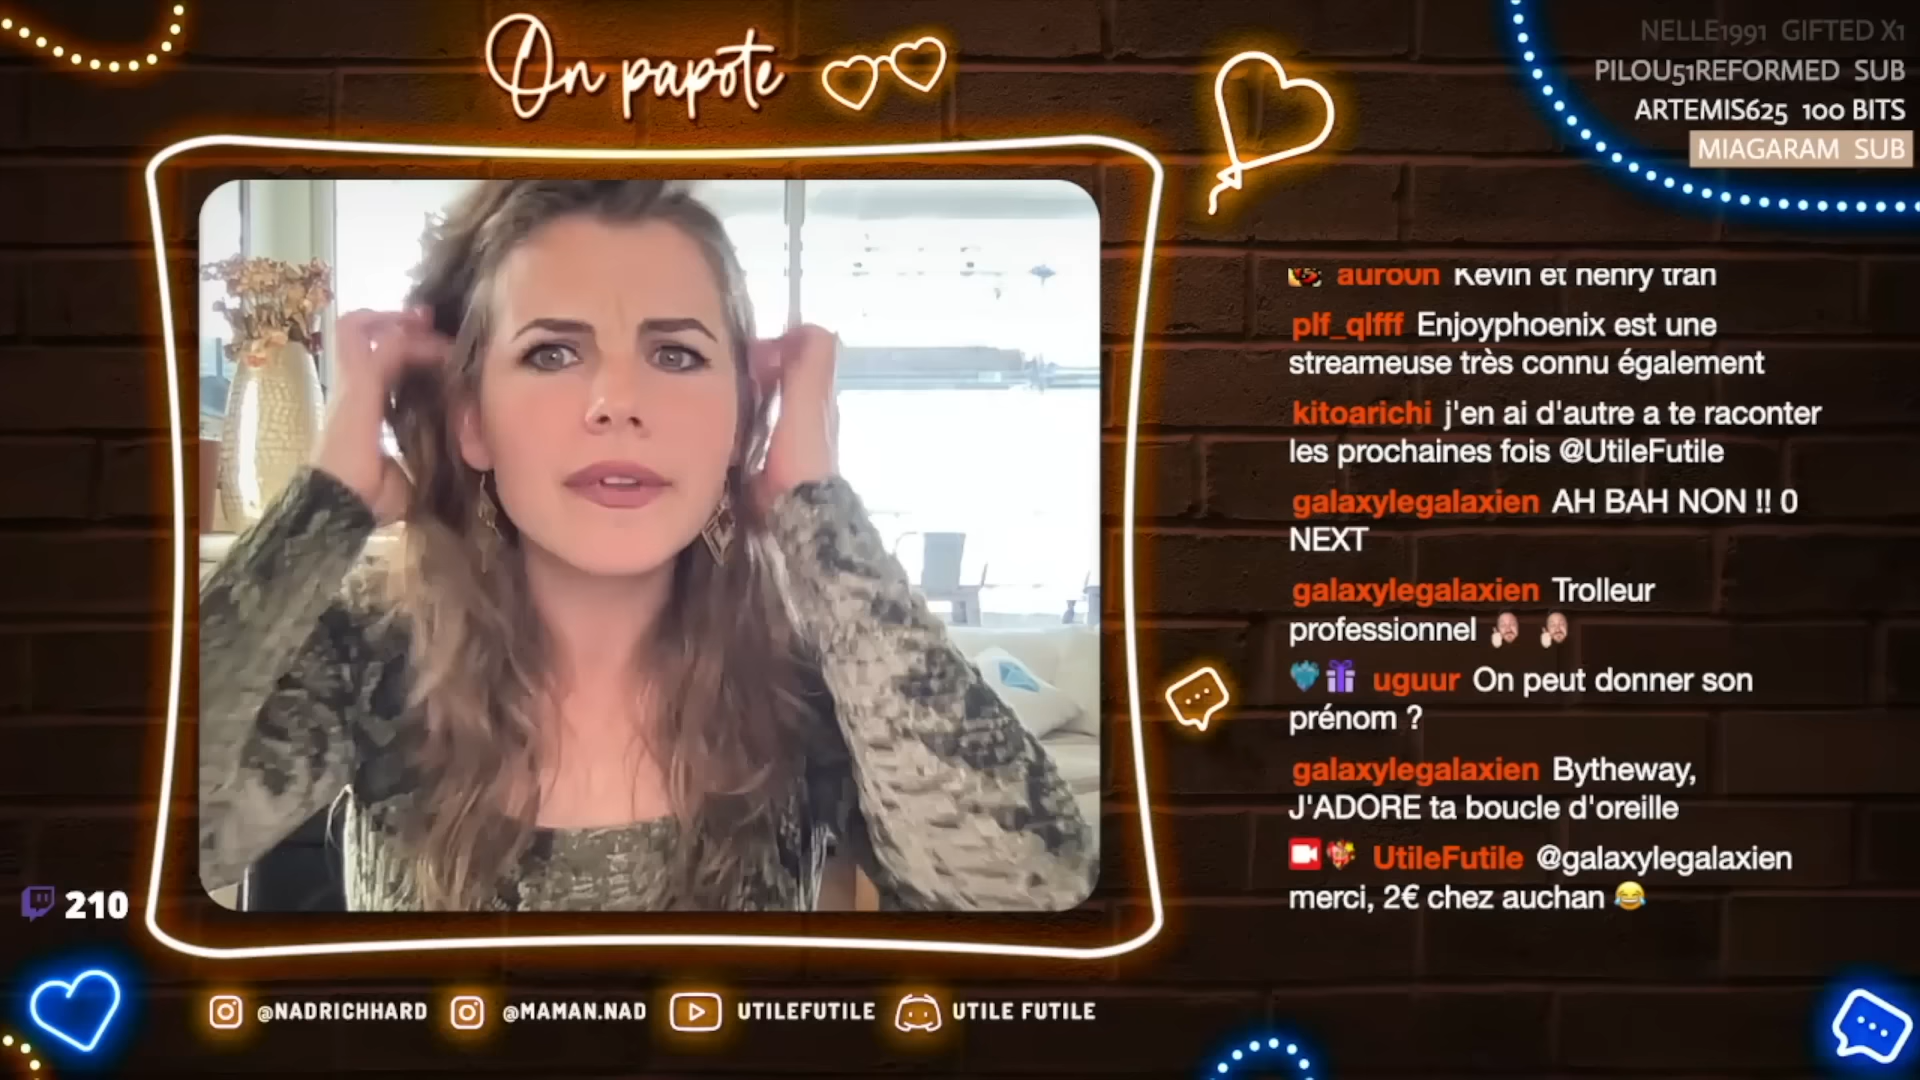 On papote
NELLE1991 GIFTED X1
PILOU51REFORMED SUB
ARTEMIS625 100 BITS
MIAGARAM SUB
auroun Kevin et henry tran
plf_qlfff Enjoyphoenix est une
streameuse très connu également
kitoarichi j'en ai d'autre a te raconter
les prochaines fois @UtileFutile
galaxylegalaxien AH BAH NON !! 0
NEXT
galaxylegalaxien Trolleur
professionnel
uguur On peut donner son
prénom ?
galaxylegalaxien Bytheway,
J'ADORE ta boucle d'oreille
UtileFutile @galaxylegalaxien
merci, 2€ chez auchan 😂
210
@NADRICHHARD @MAMAN.NAD UTILEFUTILE UTILE FUTILE